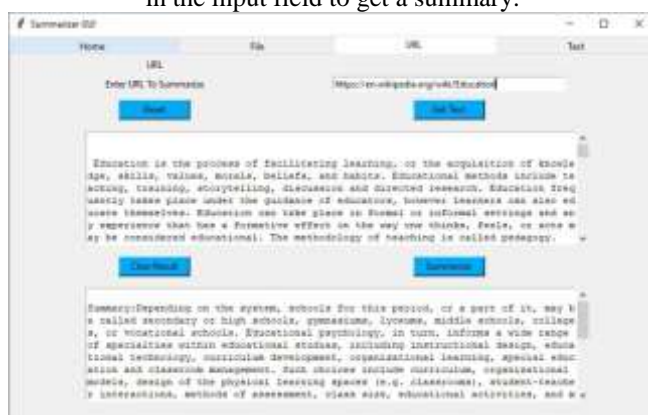 in the input field to get a summary.
Summarizer GUI
Home File URL Text
URL
Enter URL To Summarize https://en.wikipedia.org/wiki/Education
Reset Get Text
Education is the process of facilitating learning, or the acquisition of knowle
dge, skills, values, morals, beliefs, and habits. Educational methods include te
aching, training, storytelling, discussion and directed research. Education freq
uently takes place under the guidance of educators, however learners can also ed
ucate themselves. Education can take place in formal or informal settings and an
y experience that has a formative effect on the way one thinks, feels, or acts m
ay be considered educational. The methodology of teaching is called pedagogy.
Clear Result Summarize
Summary:Depending on the system, schools for this period, or a part of it, may b
e called secondary or high schools, gymnasiums, lyceums, middle schools, college
s, or vocational schools. Educational psychology, in turn, informs a wide range
of specialties within educational studies, including instructional design, educa
tional technology, curriculum development, organizational learning, special educ
ation and classroom management. Such choices include curriculum, organizational
models, design of the physical learning spaces (e.g. classrooms), student-teache
r interactions, methods of assessment, class size, educational activities, and m